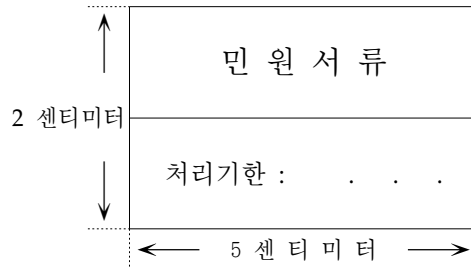 민 원 서 류
2 센티미터
처리기한 : . . .
5 센 티 미 터